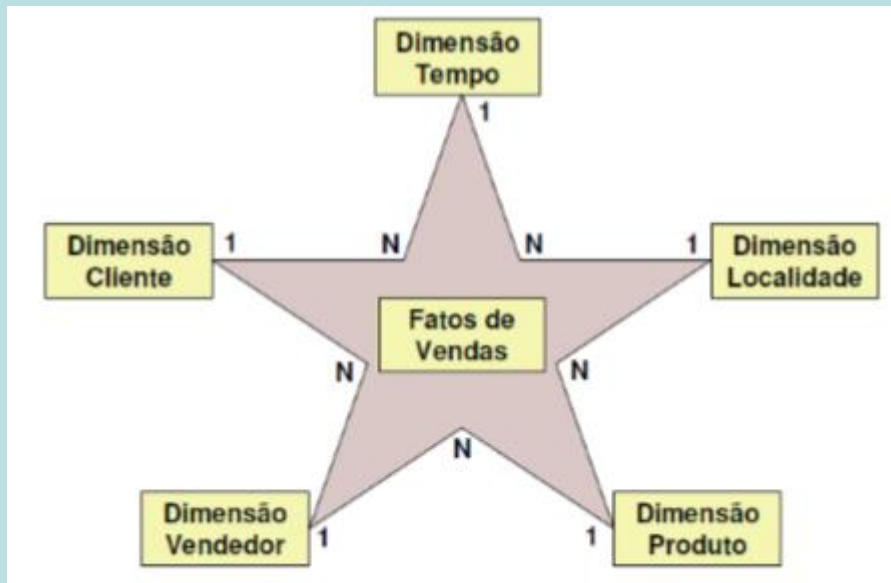 Dimensão
Tempo
1
1
N
N
1
Dimensão
Cliente
Dimensão
Localidade
Fatos de
Vendas
N
N
N
Dimensão
Vendedor
1
1
Dimensão
Produto